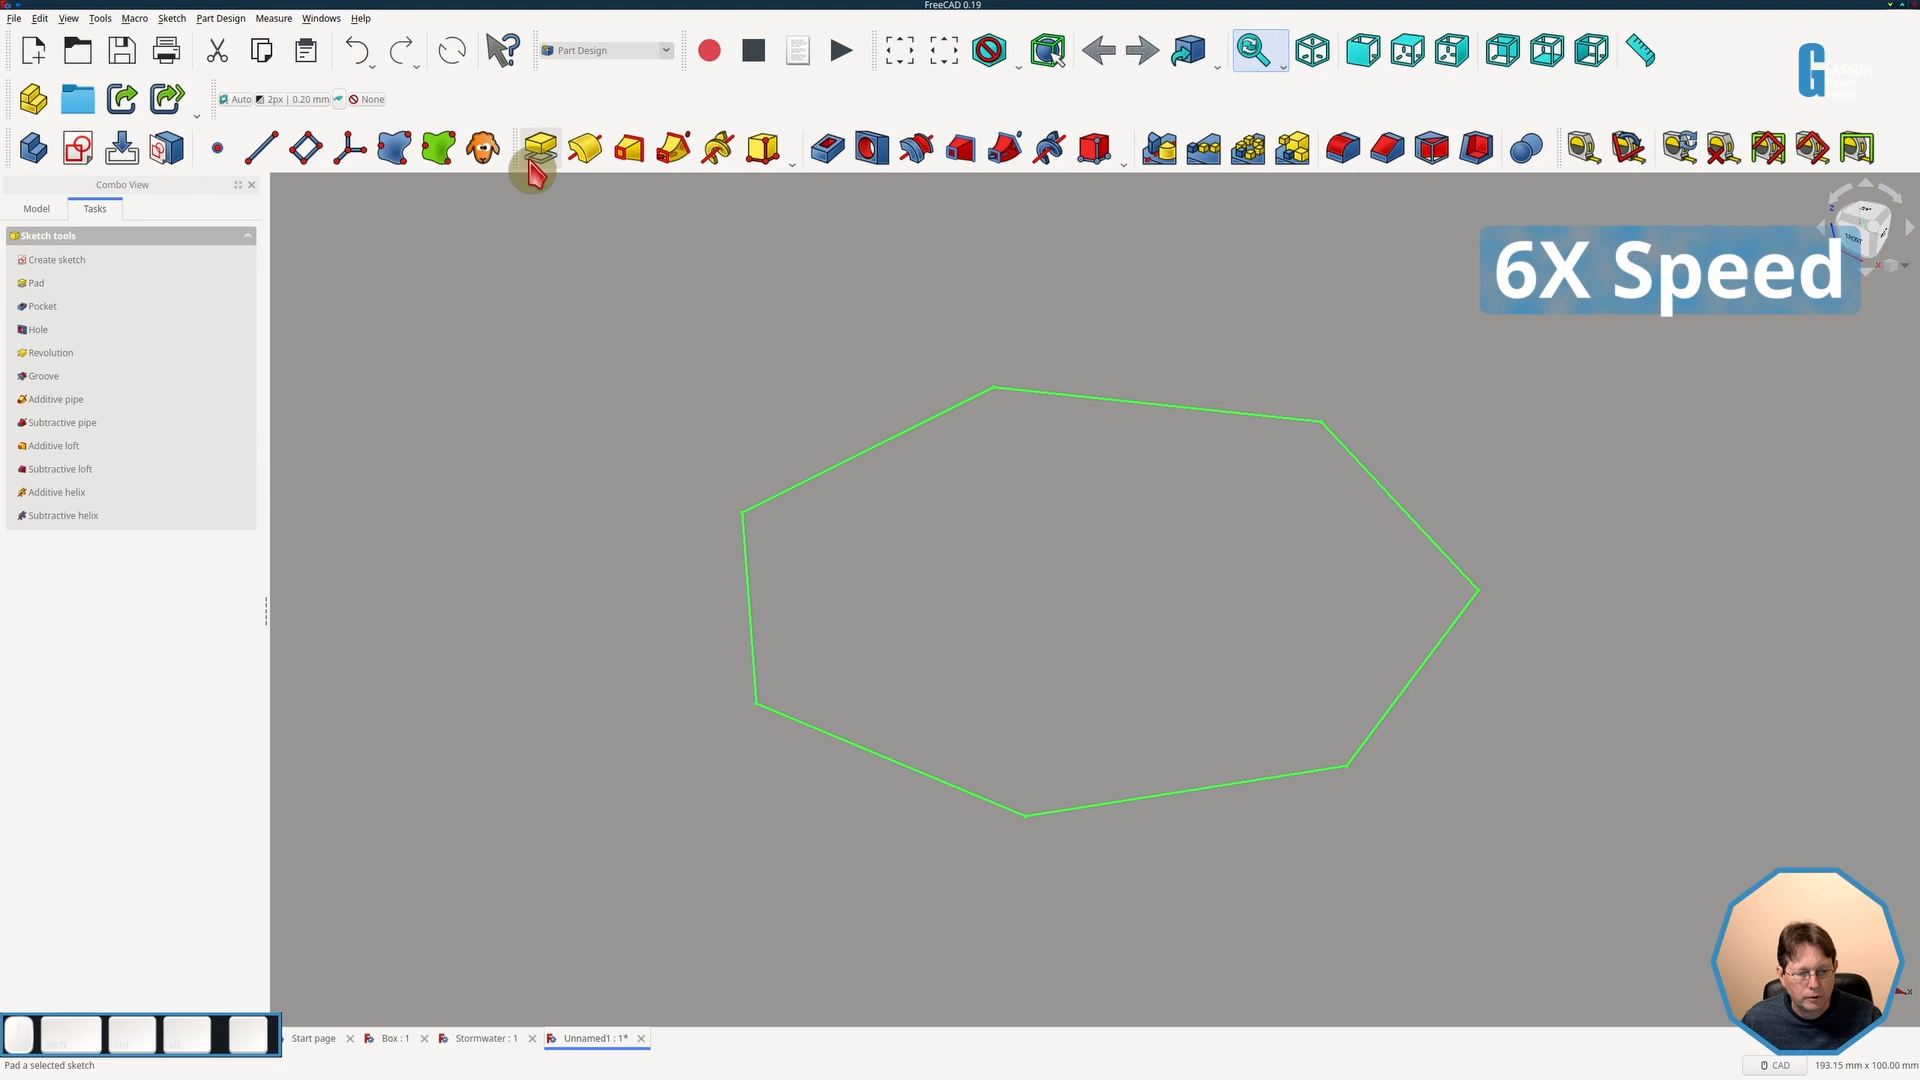 FreeCAD 0.19
File Edit View Tools Macro Sketch Part Design Measure Windows Help
Part Design
Auto 2px | 0.20 mm None
Combo View
Model Tasks
Sketch tools
Create sketch
Pad
Pocket
Hole
Revolution
Groove
Additive pipe
Subtractive pipe
Additive loft
Subtractive loft
Additive helix
Subtractive helix
6X Speed
FRONT
Start page Box : 1 Stormwater : 1 Unnamed1 : 1*
Pad a selected sketch
CAD 193.15 mm x 100.00 mm